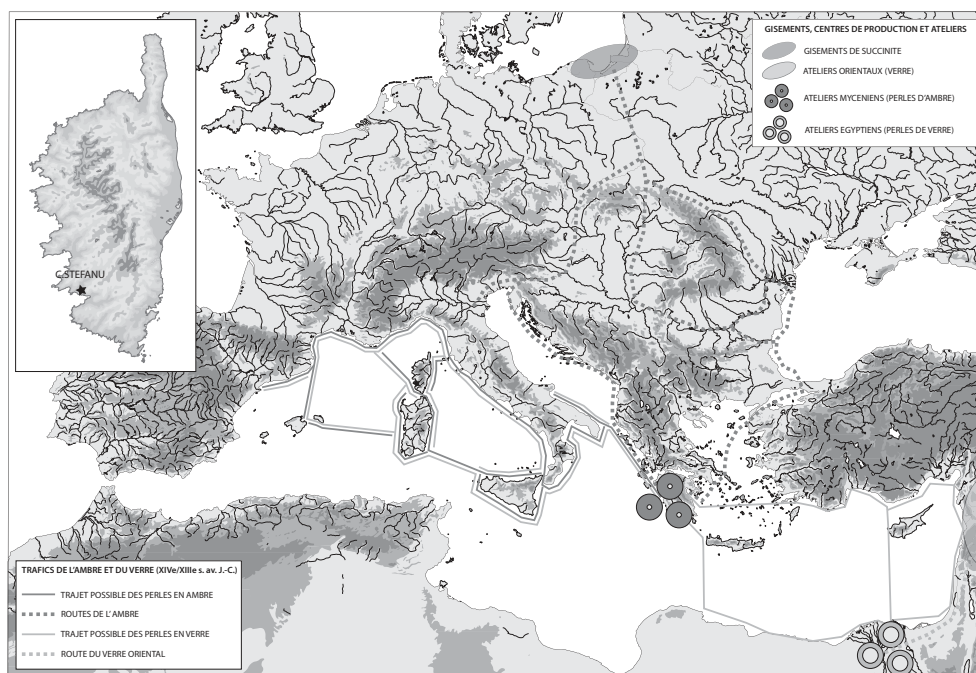 C.STEFANU
GISEMENTS, CENTRES DE PRODUCTION ET ATELIERS
GISEMENTS DE SUCCINITE
ATELIERS ORIENTAUX (VERRE)
ATELIERS MYCENIENS (PERLES D'AMBRE)
ATELIERS EGYPTIENS (PERLES DE VERRE)
TRAFICS DE L'AMBRE ET DU VERRE (XIVe/XIIIe s. av. J.-C.)
TRAJET POSSIBLE DES PERLES EN AMBRE
ROUTES DE L' AMBRE
TRAJET POSSIBLE DES PERLES EN VERRE
ROUTE DU VERRE ORIENTAL